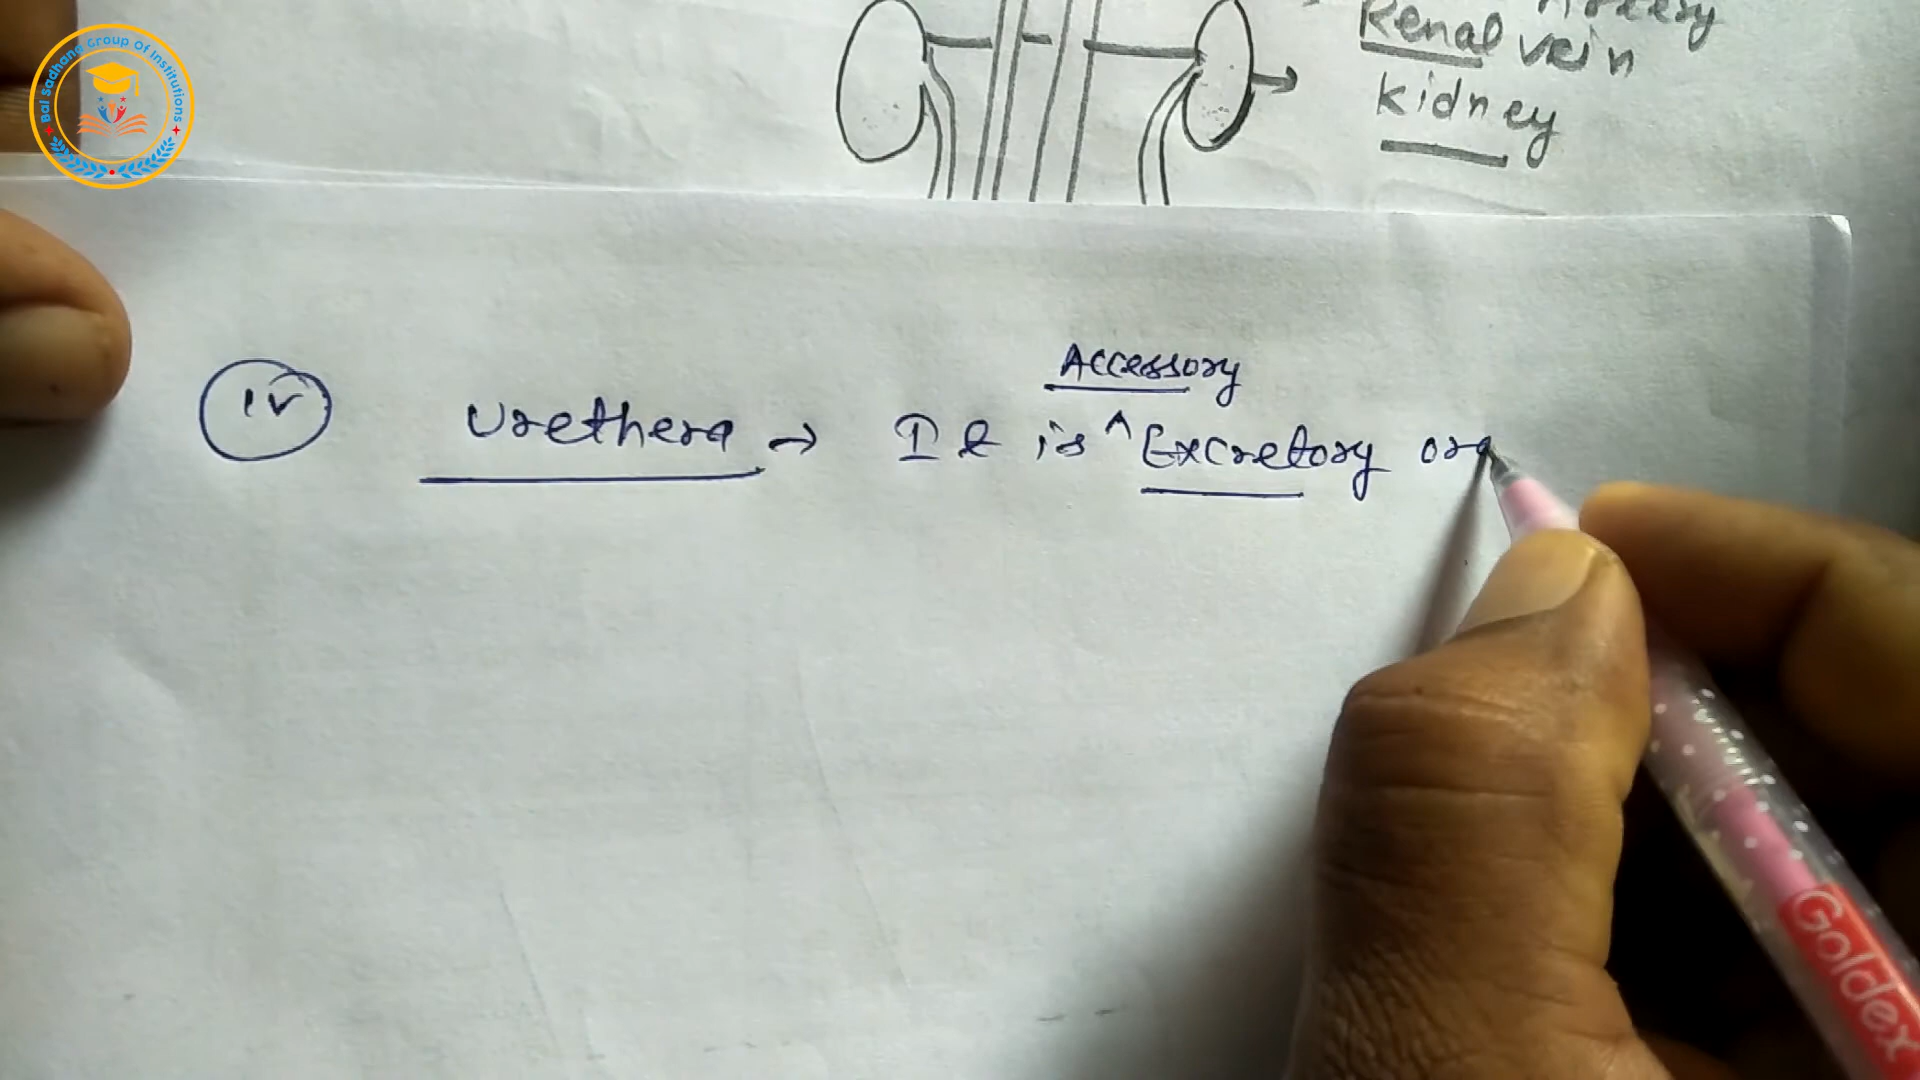 Bal Sadhana Group Of Institutions
Renal vein
kidney
Accessory
iv Urethera → It is ^ Excretory org
Goldex